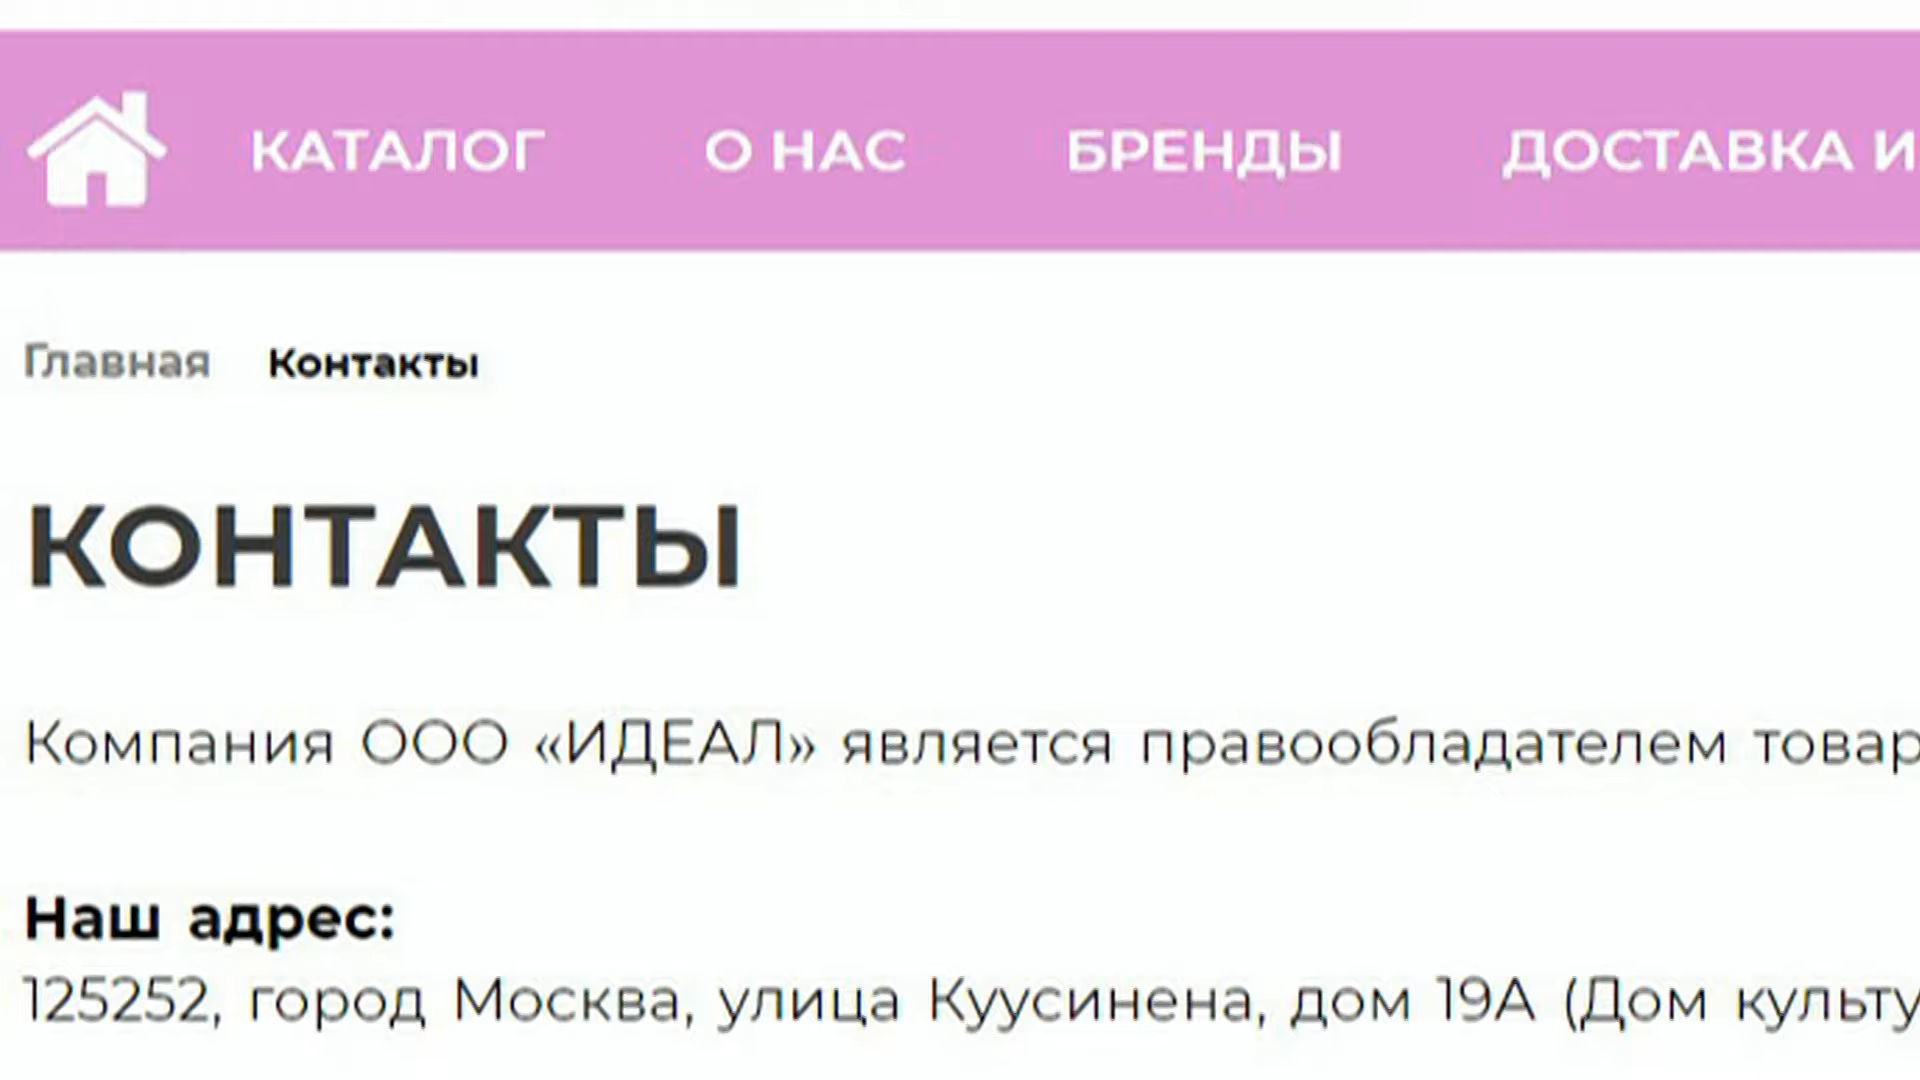 КАТАЛОГ О НАС БРЕНДЫ ДОСТАВКА И
Главная Контакты
КОНТАКТЫ
Компания ООО «ИДЕАЛ» является правообладателем товар
Наш адрес:
125252, город Москва, улица Куусинена, дом 19А (Дом культу